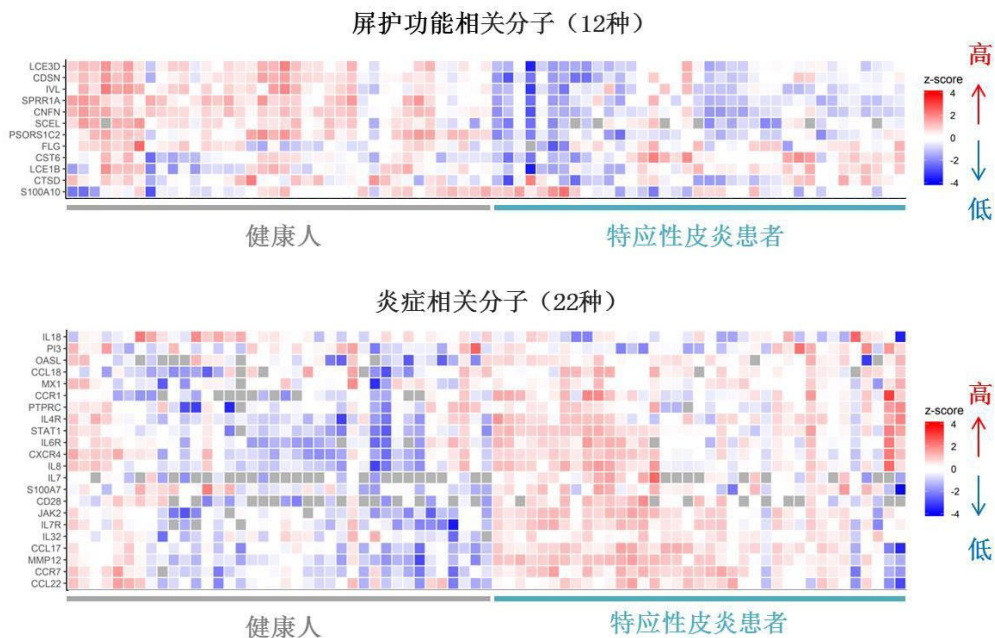 屏护功能相关分子（12种）
LCE3D
CDSN
IVL
SPRR1A
CNFN
SCEL
PSORS1C2
FLG
CST6
LCE1B
CTSD
S100A10
高
z-score
4
2
0
-2
-4
低
健康人
特应性皮炎患者
炎症相关分子（22种）
IL18
PI3
OASL
CCL18
MX1
CCR1
PTPRC
IL4R
STAT1
IL6R
CXCR4
IL8
IL7
S100A7
CD28
JAK2
IL7R
IL32
CCL17
MMP12
CCR7
CCL22
高
z-score
4
2
0
-2
-4
低
健康人
特应性皮炎患者